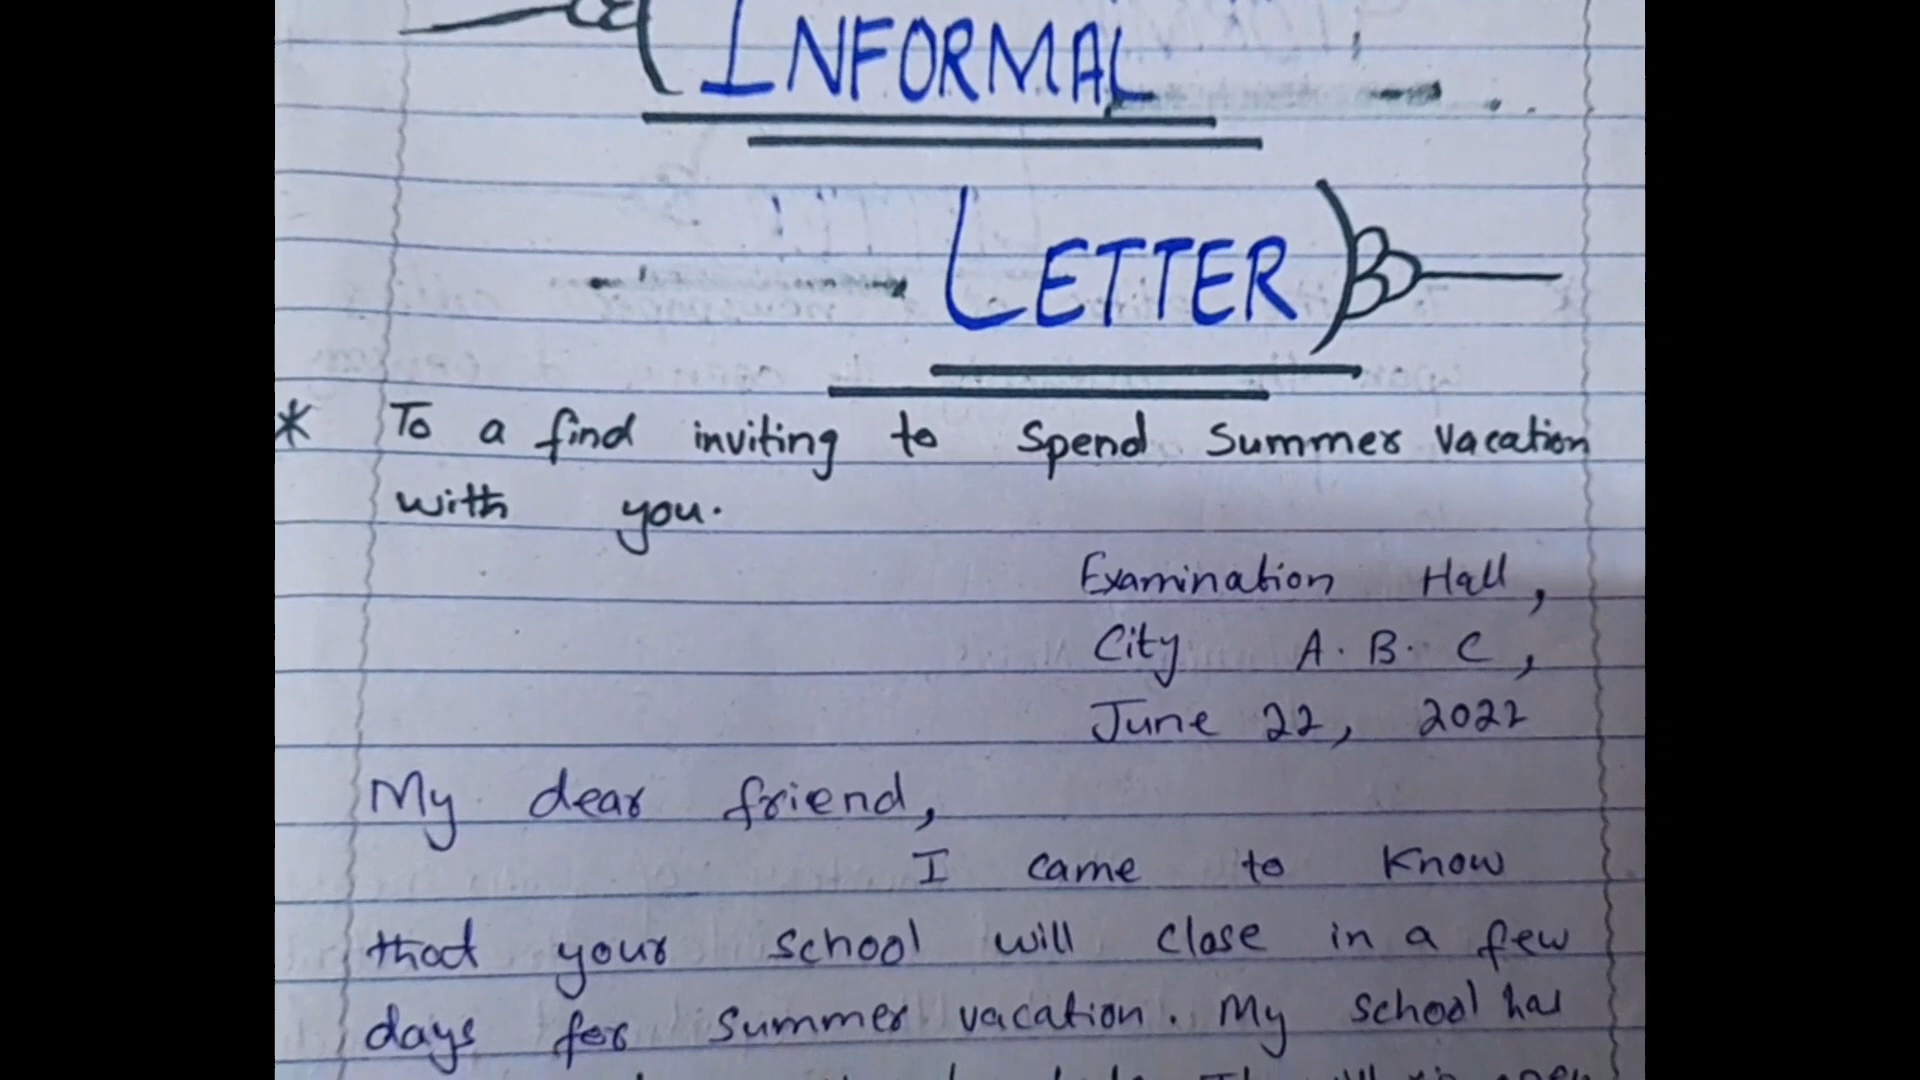 INFORMAL
LETTER
* To a find inviting to spend summer vacation
with you.
Examination Hall,
City A. B. C,
June 22, 2022
My dear friend,
I came to know
that your school will close in a few
days for summer vacation. My school has